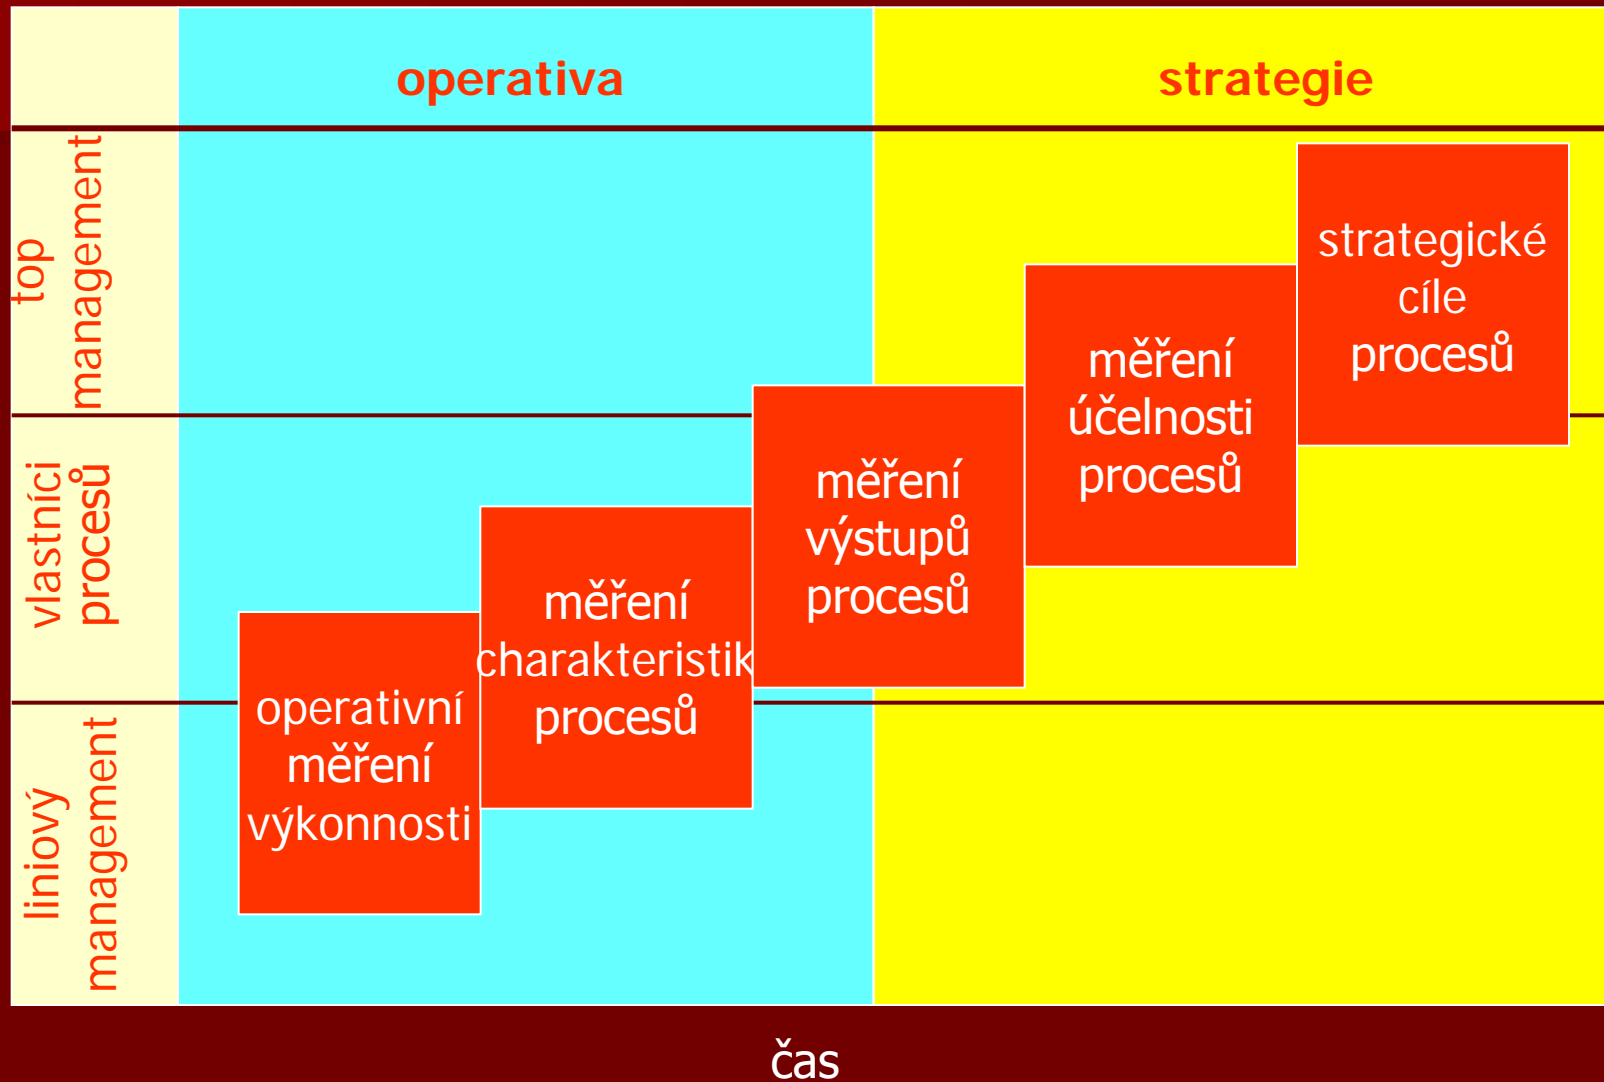 operativa
strategie
top
management
vlastníci
procesů
liniový
management
operativní
měření
výkonnosti
měření
charakteristik
procesů
měření
výstupů
procesů
měření
účelnosti
procesů
strategické
cíle
procesů
čas